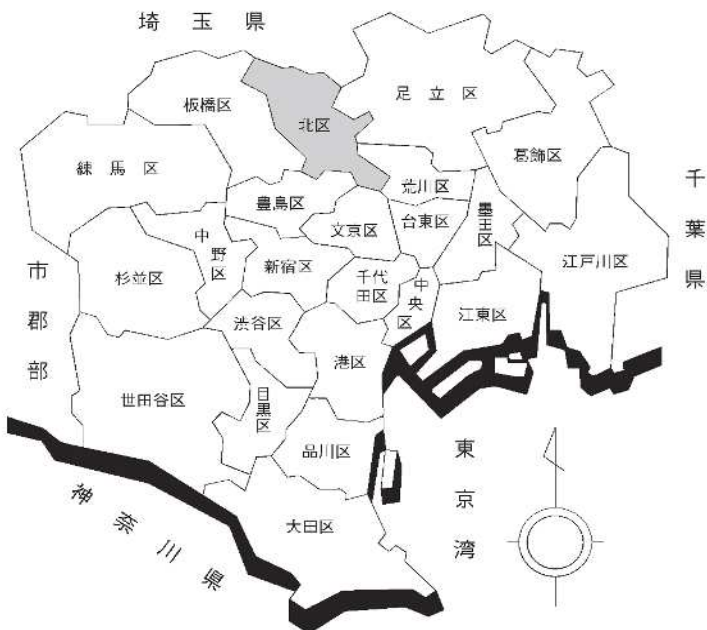 埼玉県
足立区
板橋区
北区
葛飾区
練馬区
荒川区
千葉県
豊島区
墨田区
文京区
台東区
中野区
江戸川区
新宿区
千代田区
杉並区
市郡部
中央区
江東区
渋谷区
港区
世田谷区
目黒区
品川区
東京湾
神奈川県
大田区